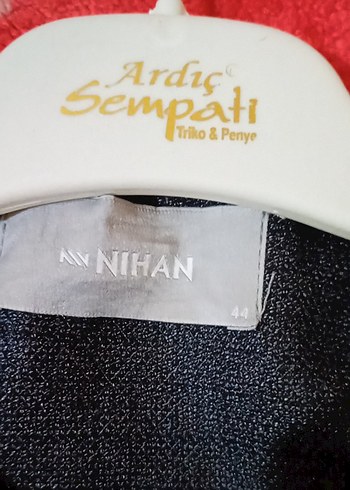 Ardıç
Sempati
Triko & Penye
NIHAN
44